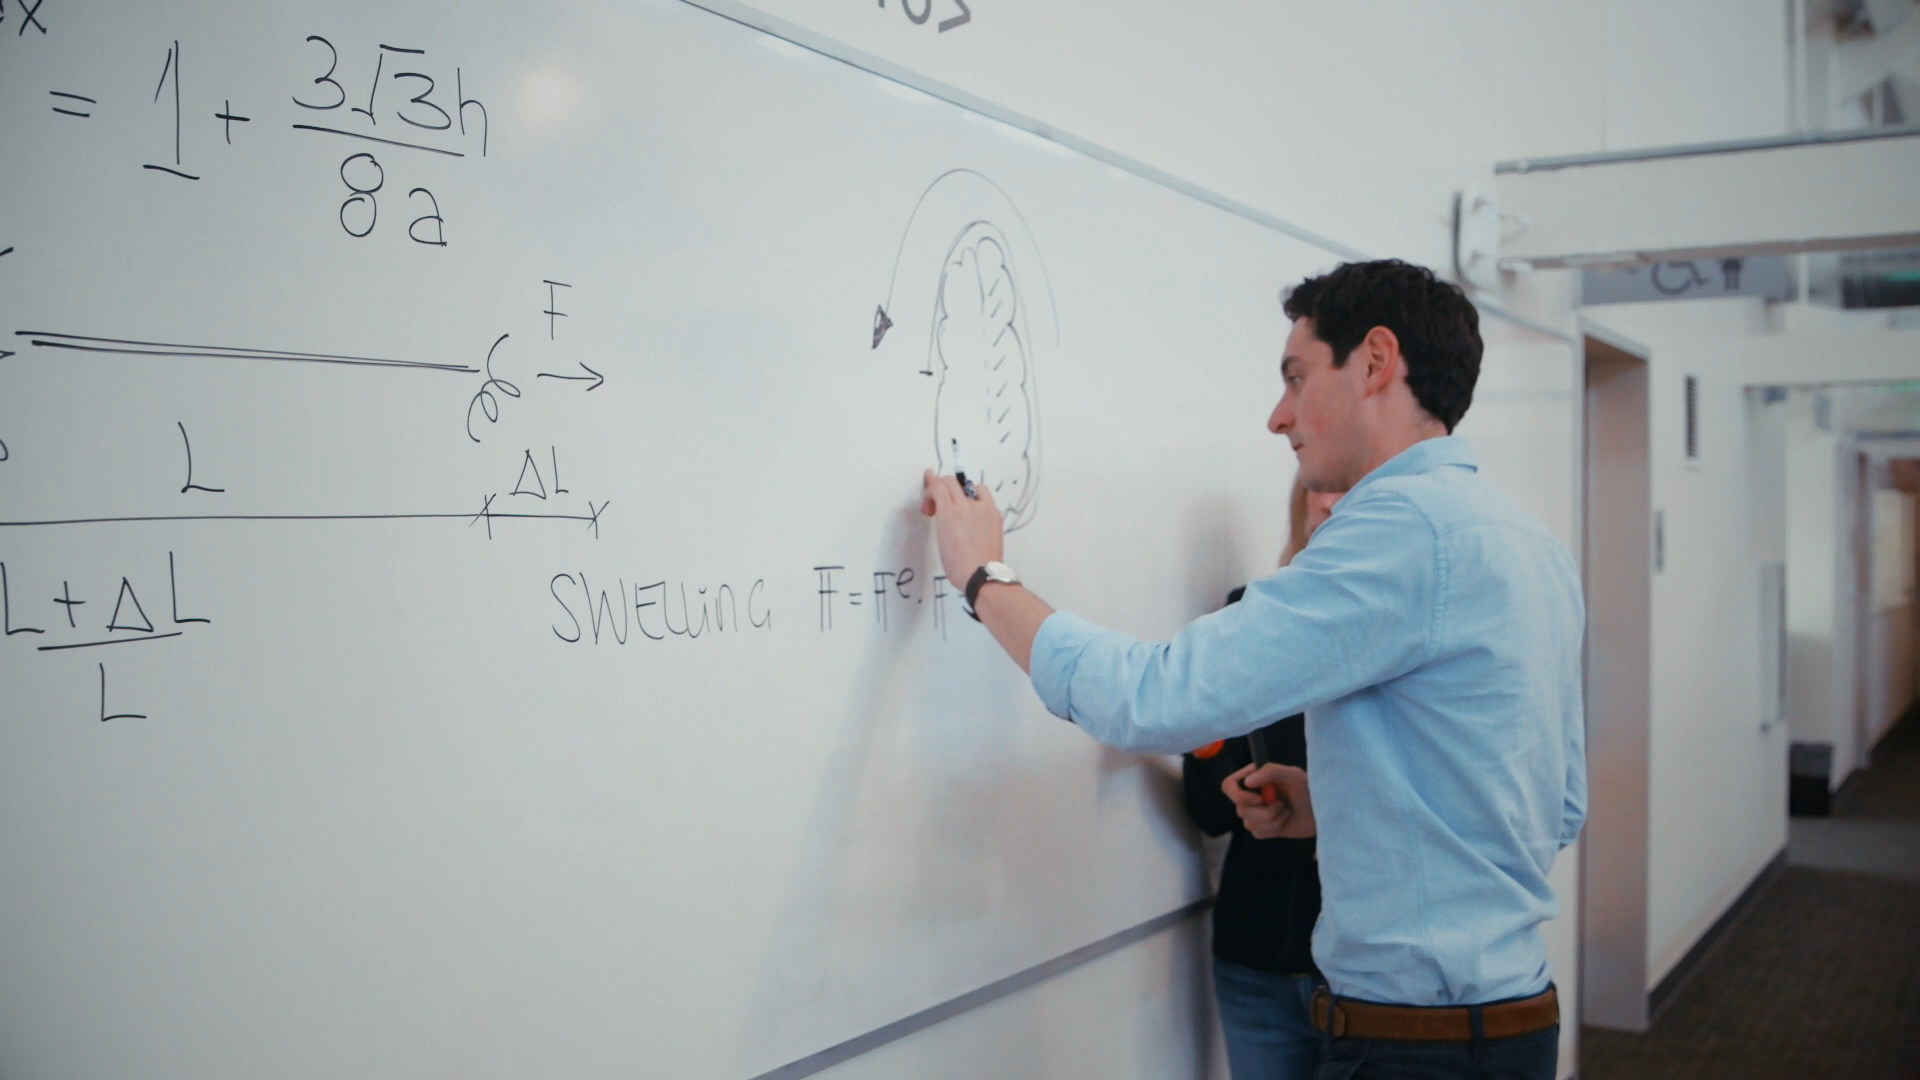 x
= 1 + 3√3h
8a
F
→
L
ΔL
L + ΔL
L
SWELLING F = Fe . F